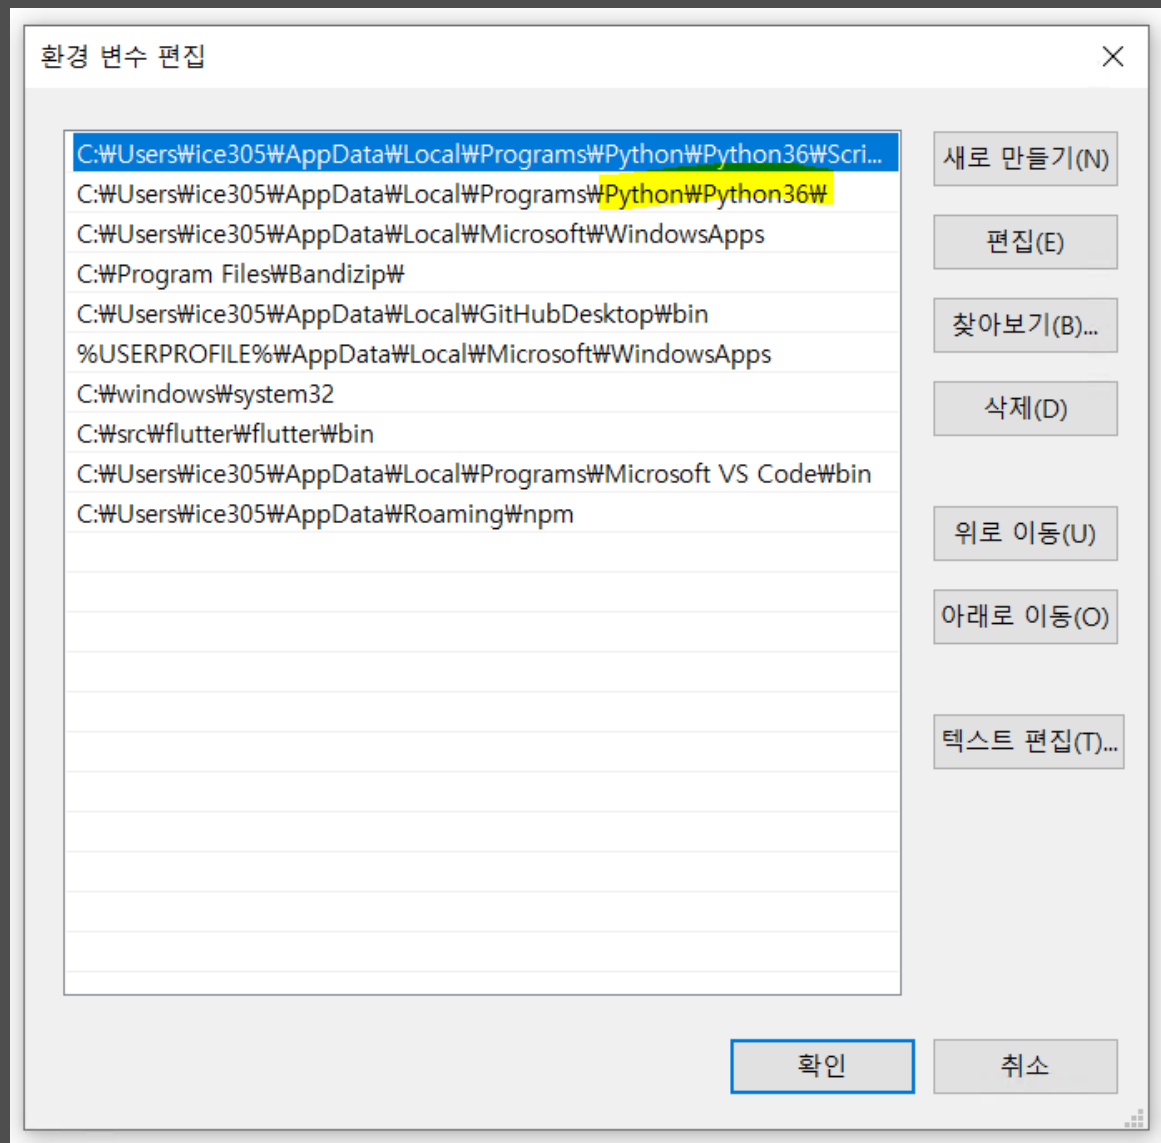 환경 변수 편집
C:₩Users₩ice305₩AppData₩Local₩Programs₩Python₩Python36₩Scri...
C:₩Users₩ice305₩AppData₩Local₩Programs₩Python₩Python36₩
C:₩Users₩ice305₩AppData₩Local₩Microsoft₩WindowsApps
C:₩Program Files₩Bandizip₩
C:₩Users₩ice305₩AppData₩Local₩GitHubDesktop₩bin
%USERPROFILE%₩AppData₩Local₩Microsoft₩WindowsApps
C:₩windows₩system32
C:₩src₩flutter₩flutter₩bin
C:₩Users₩ice305₩AppData₩Local₩Programs₩Microsoft VS Code₩bin
C:₩Users₩ice305₩AppData₩Roaming₩npm
새로 만들기(N)
편집(E)
찾아보기(B)...
삭제(D)
위로 이동(U)
아래로 이동(O)
텍스트 편집(T)...
확인
취소